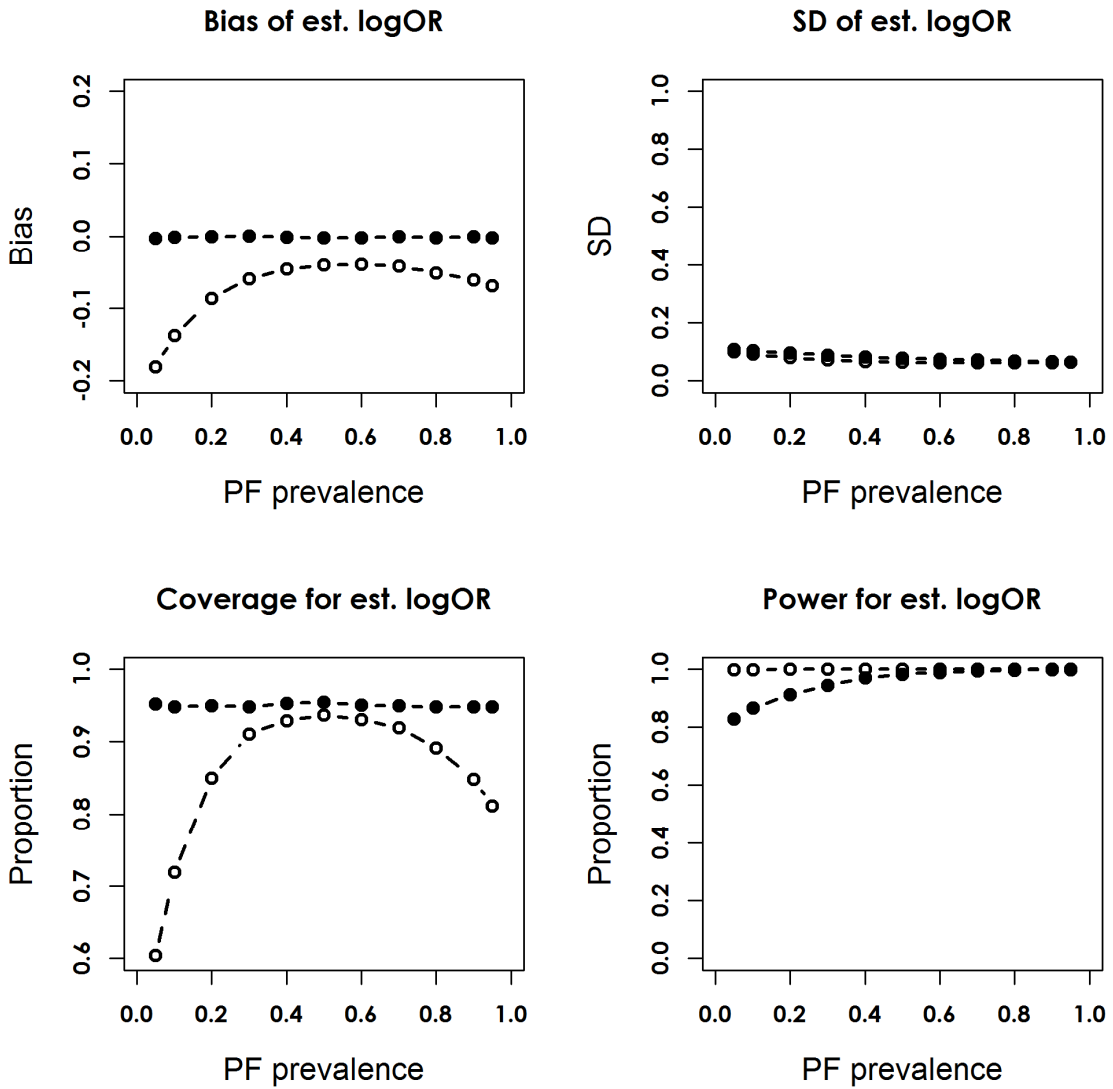 Bias of est. logOR
Bias
0.2
0.1
0.0
-0.1
-0.2
0.0 0.2 0.4 0.6 0.8 1.0
PF prevalence
SD of est. logOR
SD
1.0
0.8
0.6
0.4
0.2
0.0
0.0 0.2 0.4 0.6 0.8 1.0
PF prevalence
Coverage for est. logOR
Proportion
1.0
0.9
0.8
0.7
0.6
0.0 0.2 0.4 0.6 0.8 1.0
PF prevalence
Power for est. logOR
Proportion
1.0
0.8
0.6
0.4
0.2
0.0
0.0 0.2 0.4 0.6 0.8 1.0
PF prevalence